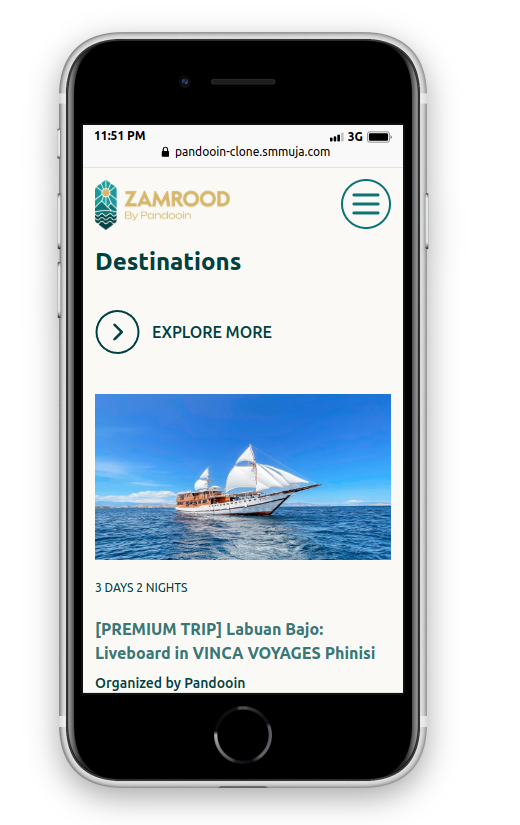 11:51 PM 3G
pandooin-clone.smmuja.com
ZAMROOD
By Pandooin
Destinations
EXPLORE MORE
3 DAYS 2 NIGHTS
[PREMIUM TRIP] Labuan Bajo:
Liveboard in VINCA VOYAGES Phinisi
Organized by Pandooin